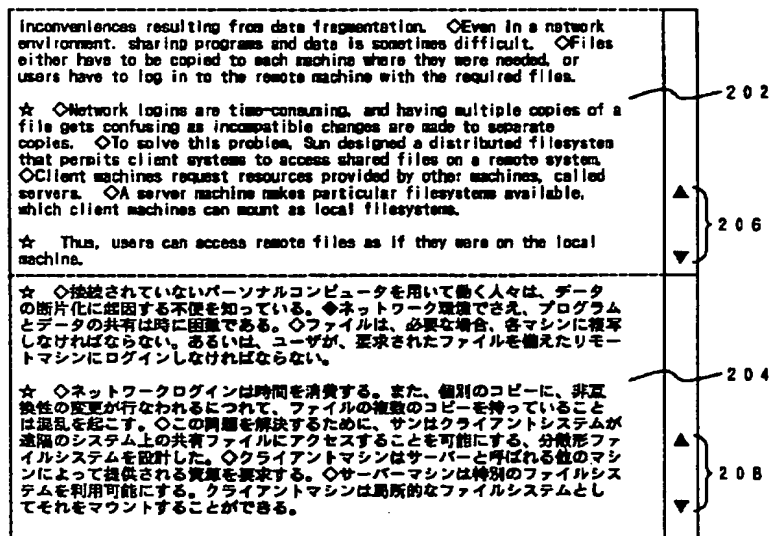 inconveniences resulting from data fragmentation. ◇Even in a network
environment, sharing programs and data is sometimes difficult. ◇Files
either have to be copied to each machine where they were needed, or
users have to log in to the remote machine with the required files.
☆ ◇Network logins are time-consuming, and having multiple copies of a
file gets confusing as incompatible changes are made to separate
copies. ◇To solve this problem, Sun designed a distributed filesystem
that permits client systems to access shared files on a remote system.
◇Client machines request resources provided by other machines, called
servers. ◇A server machine makes particular filesystems available,
which client machines can mount as local filesystems.
☆ Thus, users can access remote files as if they were on the local
machine.
202
206
☆ ◇接続されていないパーソナルコンピュータを用いて働く人々は、データ
の断片化に起因する不便を知っている。◆ネットワーク環境でさえ、プログラム
とデータの共有は時に困難である。◇ファイルは、必要な場合、各マシンに複写
しなければならない。あるいは、ユーザが、要求されたファイルを備えたリモー
トマシンにログインしなければならない。
☆ ◇ネットワークログインは時間を消費する。また、個別のコピーに、非互
換性の変更が行なわれるにつれて、ファイルの複数のコピーを持っていること
は混乱を起こす。◇この問題を解決するために、サンはクライアントシステムが
遠隔のシステム上の共有ファイルにアクセスすることを可能にする、分散形ファ
イルシステムを設計した。◇クライアントマシンはサーバーと呼ばれる他のマシ
ンによって提供される資源を要求する。◇サーバーマシンは特別のファイルシス
テムを利用可能にする。クライアントマシンは局所的なファイルシステムとし
てそれをマウントすることができる。
204
208